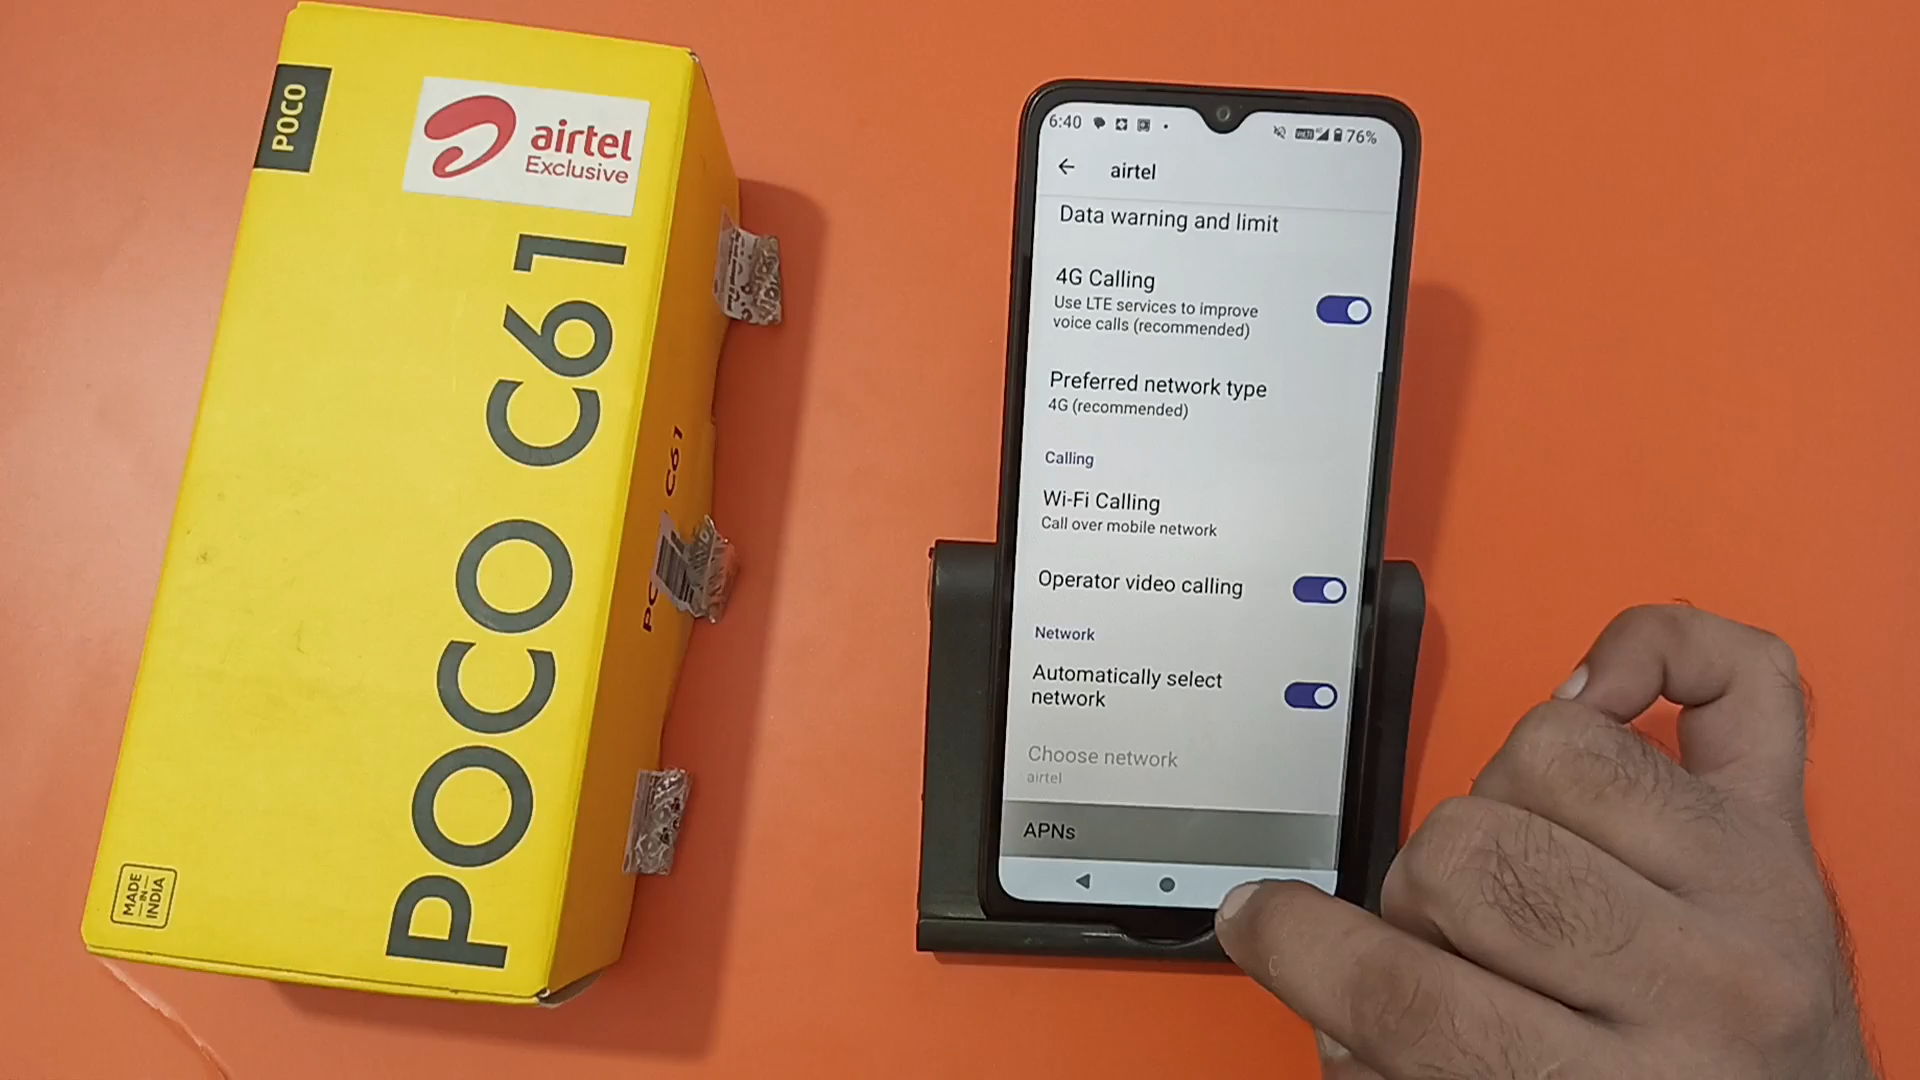 POCO
airtel
Exclusive
POCO C61
MADE
IN
INDIA
C61
6:40
76%
airtel
Data warning and limit
4G Calling
Use LTE services to improve
voice calls (recommended)
Preferred network type
4G (recommended)
Calling
Wi-Fi Calling
Call over mobile network
Operator video calling
Network
Automatically select
network
Choose network
airtel
APNs